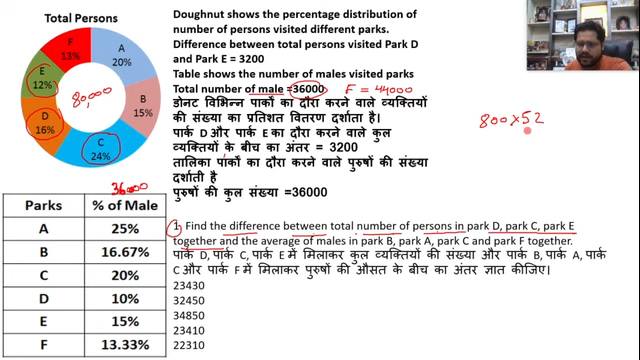 Total Persons
F
13%
A
20%
E
12%
80,000
B
15%
D
16%
C
24%
Doughnut shows the percentage distribution of
number of persons visited different parks.
Difference between total persons visited Park D
and Park E = 3200
Table shows the number of males visited parks
Total number of male =36000 F = 44000
डोनट विभिन्न पार्कों का दौरा करने वाले व्यक्तियों
की संख्या का प्रतिशत वितरण दर्शाता है।
पार्क D और पार्क E का दौरा करने वाले कुल
व्यक्तियों के बीच का अंतर = 3200
तालिका पार्कों का दौरा करने वाले पुरुषों की संख्या
दर्शाती है
पुरुषों की कुल संख्या =36000
800×52
36000
Parks % of Male
A 25%
B 16.67%
C 20%
D 10%
E 15%
F 13.33%
1. Find the difference between total number of persons in park D, park C, park E
together and the average of males in park B, park A, park C and park F together.
पार्क D, पार्क C, पार्क E में मिलाकर कुल व्यक्तियों की संख्या और पार्क B, पार्क A, पार्क
C और पार्क F में मिलाकर पुरुषों की औसत के बीच का अंतर ज्ञात कीजिए।
23430
32450
34850
23410
22310